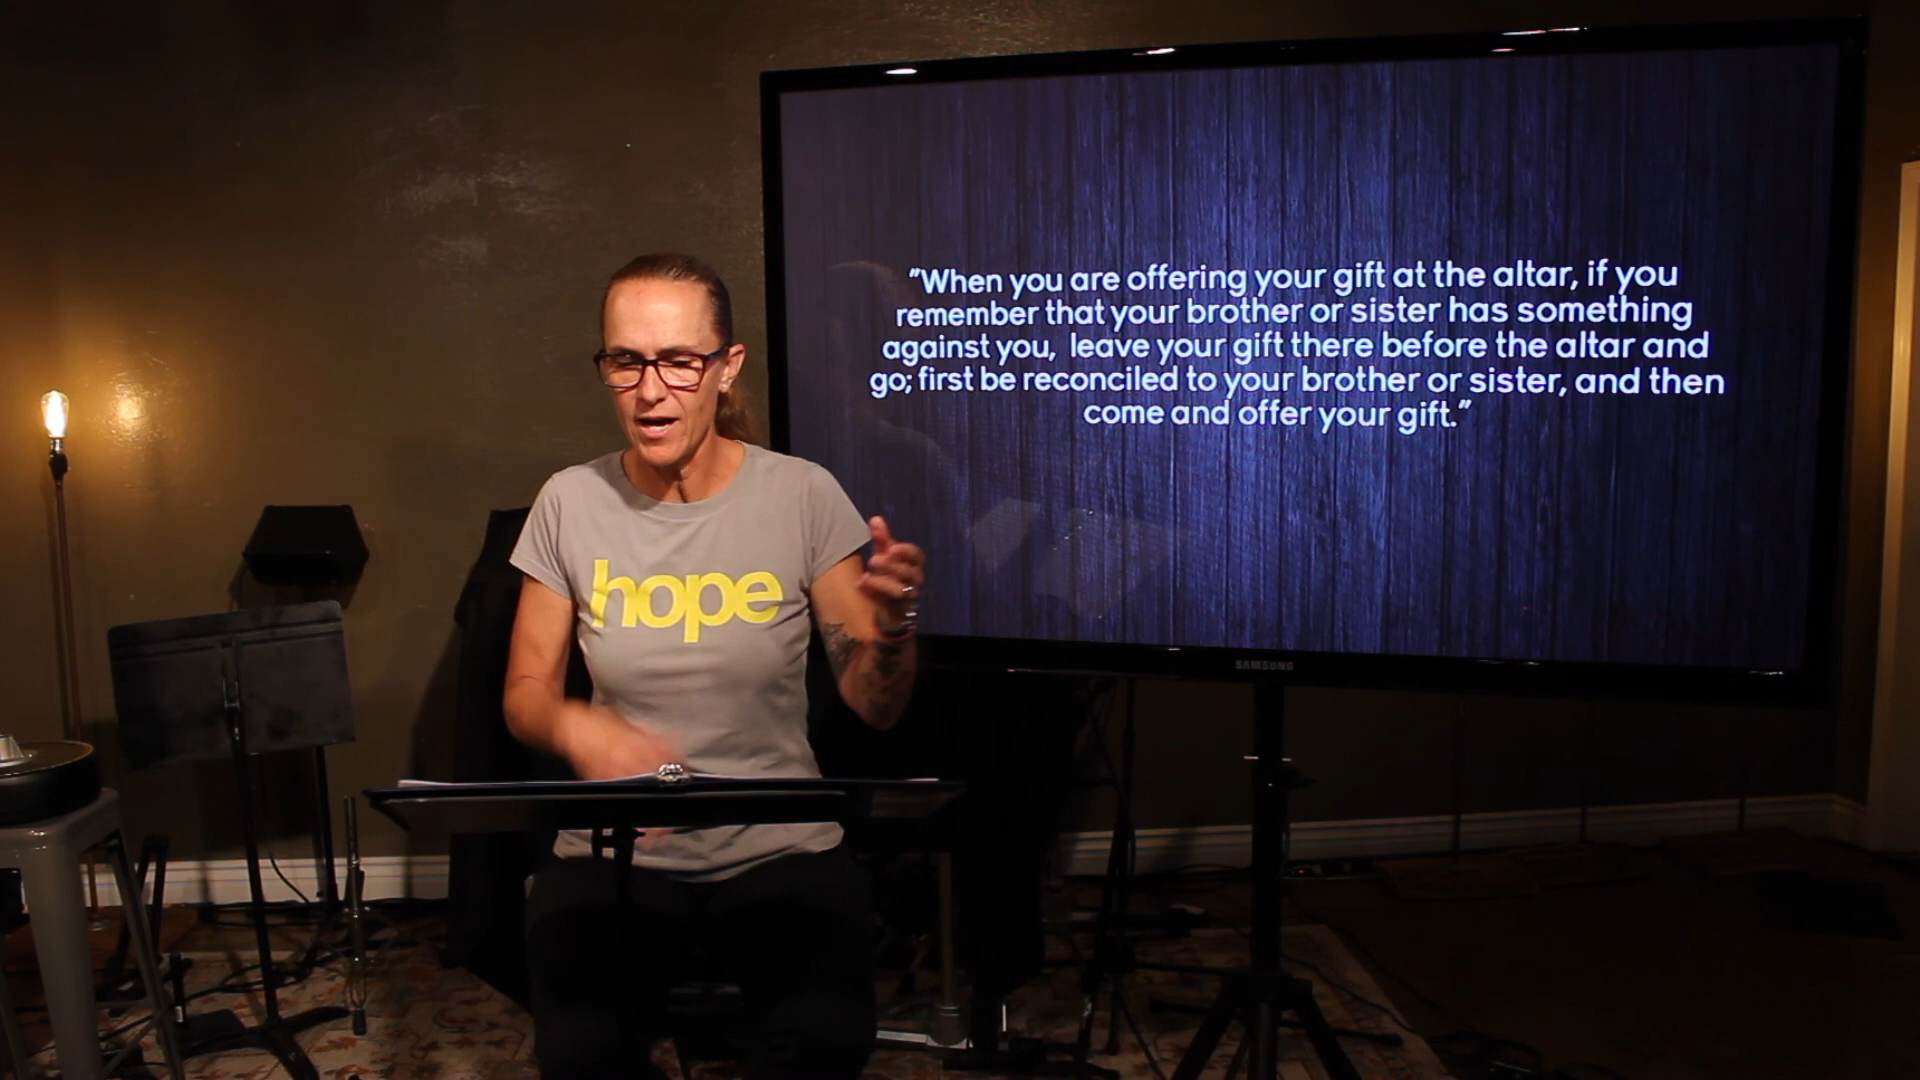 "When you are offering your gift at the altar, if you
remember that your brother or sister has something
against you, leave your gift there before the altar and
go; first be reconciled to your brother or sister, and then
come and offer your gift."
hope
SAMSUNG